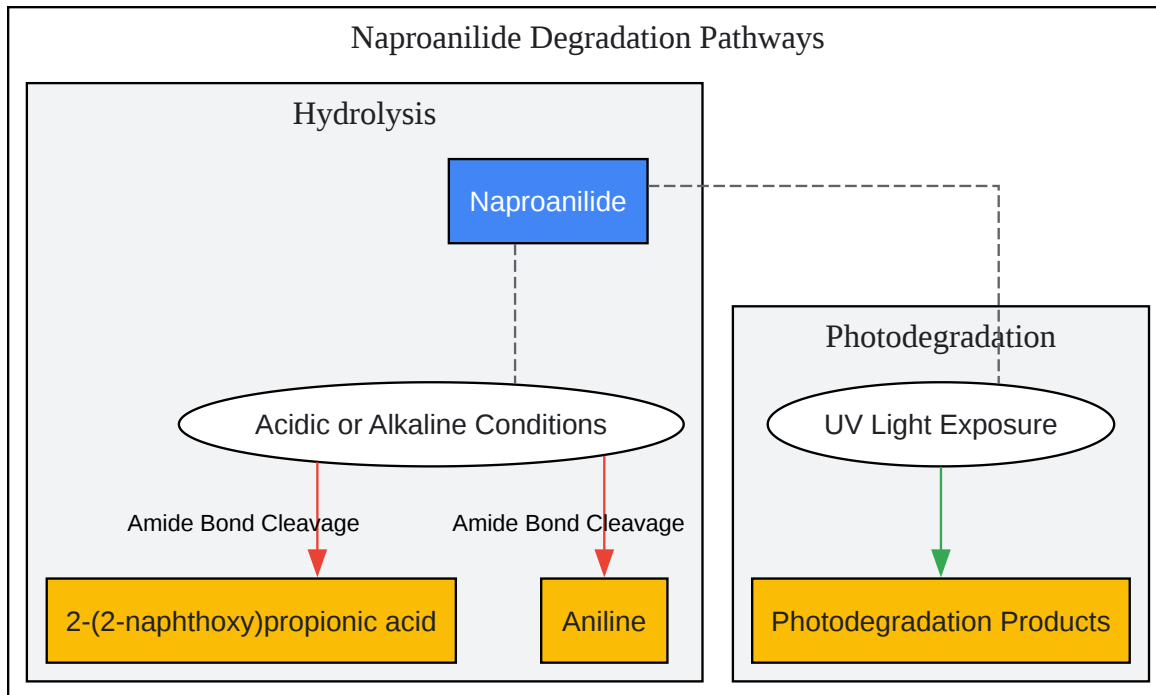 Naproanilide Degradation Pathways
Hydrolysis
Naproanilide
Photodegradation
Acidic or Alkaline Conditions
UV Light Exposure
Amide Bond Cleavage
Amide Bond Cleavage
2-(2-naphthoxy)propionic acid
Aniline
Photodegradation Products